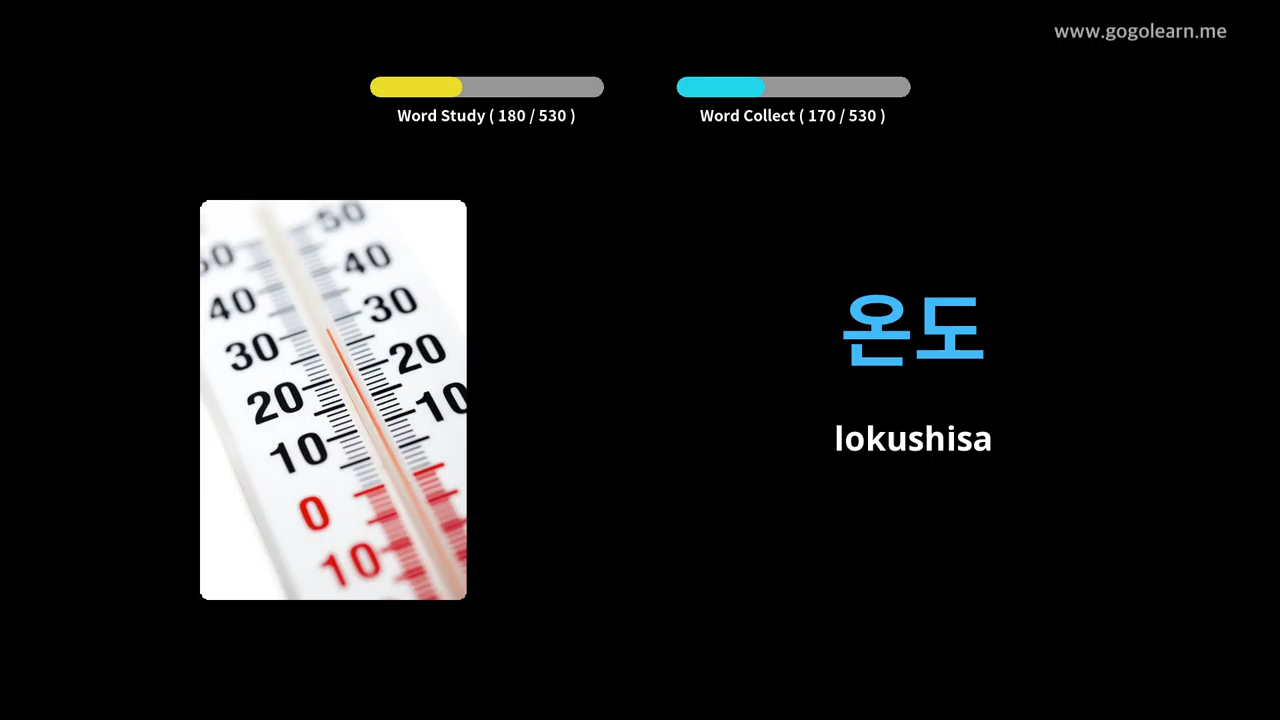 www.gogolearn.me
Word Study ( 180 / 530 )
Word Collect ( 170 / 530 )
50
40
30
20
10
0
10
50
40
30
20
10
온도
lokushisa